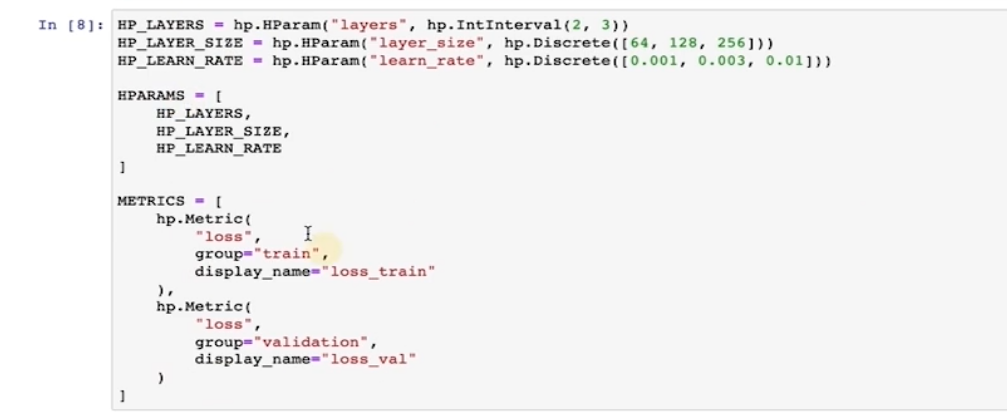 In [8]: HP_LAYERS = hp.HParam("layers", hp.IntInterval(2, 3))
HP_LAYER_SIZE = hp.HParam("layer_size", hp.Discrete([64, 128, 256]))
HP_LEARN_RATE = hp.HParam("learn_rate", hp.Discrete([0.001, 0.003, 0.01]))

HPARAMS = [
    HP_LAYERS,
    HP_LAYER_SIZE,
    HP_LEARN_RATE
]

METRICS = [
    hp.Metric(
        "loss",
        group="train",
        display_name="loss_train"
    ),
    hp.Metric(
        "loss",
        group="validation",
        display_name="loss_val"
    )
]